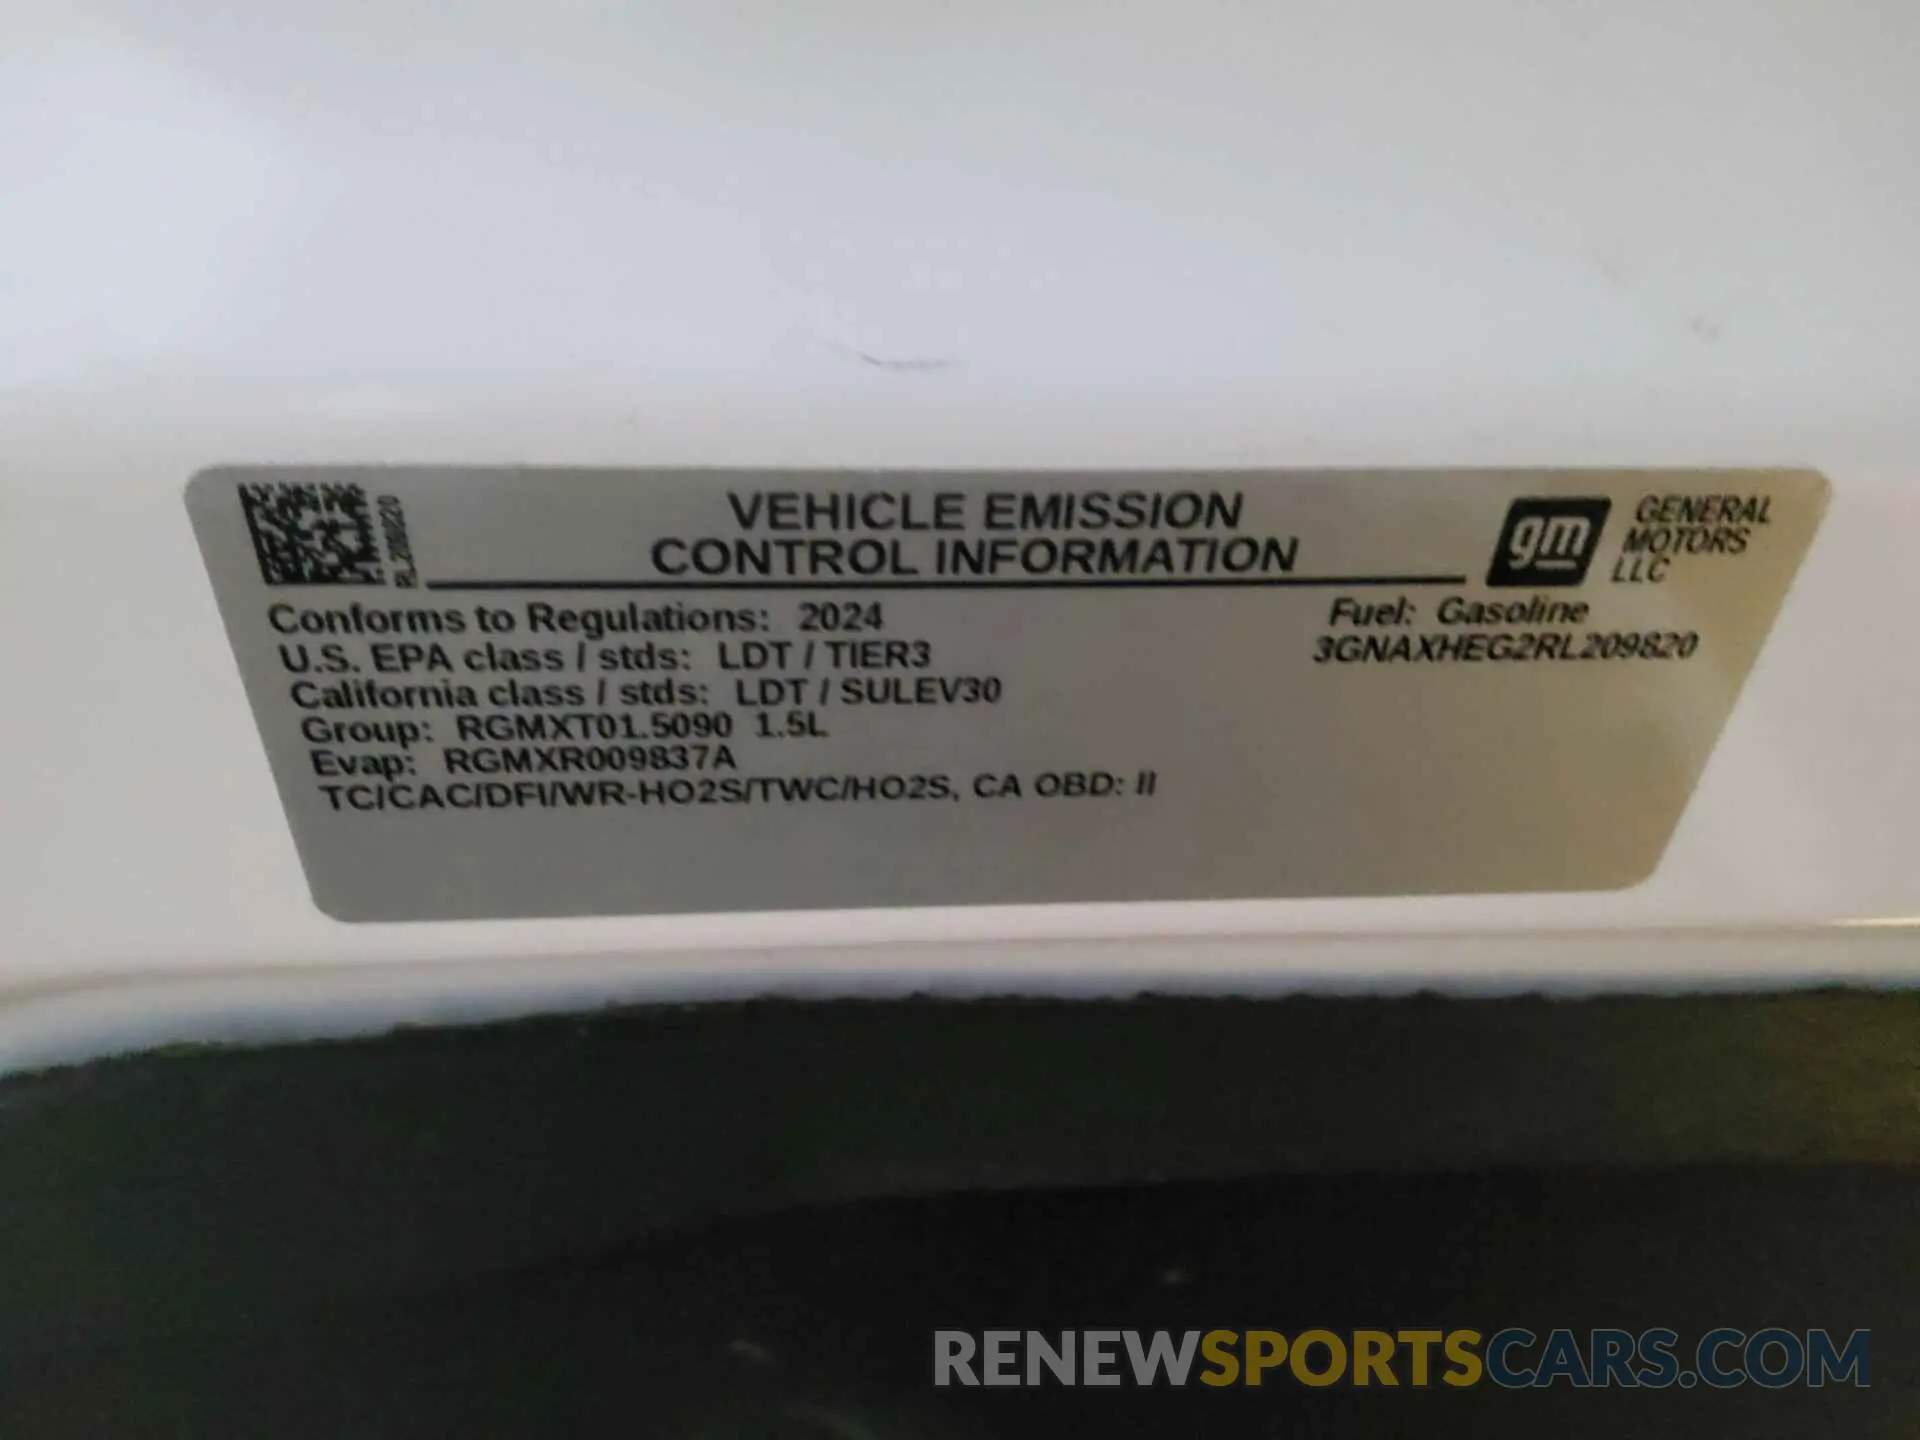 RL209820
VEHICLE EMISSION
CONTROL INFORMATION
gm
GENERAL
MOTORS
LLC
Conforms to Regulations: 2024
U.S. EPA class / stds: LDT / TIER3
California class / stds: LDT / SULEV30
Group: RGMXT01.5090 1.5L
Evap: RGMXR009837A
TC/CAC/DFI/WR-HO2S/TWC/HO2S, CA OBD: II
Fuel: Gasoline
3GNAXHEG2RL209820
RENEWSPORTSCARS.COM